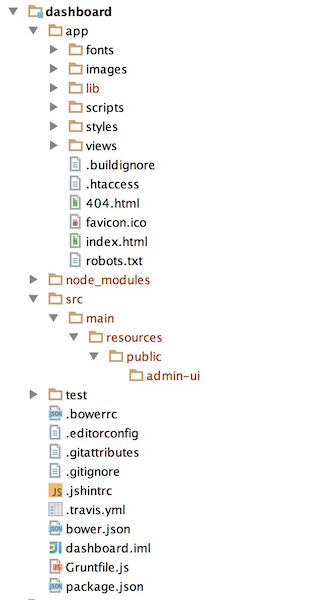 dashboard
app
fonts
images
lib
scripts
styles
views
.buildignore
.htaccess
404.html
favicon.ico
index.html
robots.txt
node_modules
src
main
resources
public
admin-ui
test
.bowerrc
.editorconfig
.gitattributes
.gitignore
.jshintrc
.travis.yml
bower.json
dashboard.iml
Gruntfile.js
package.json